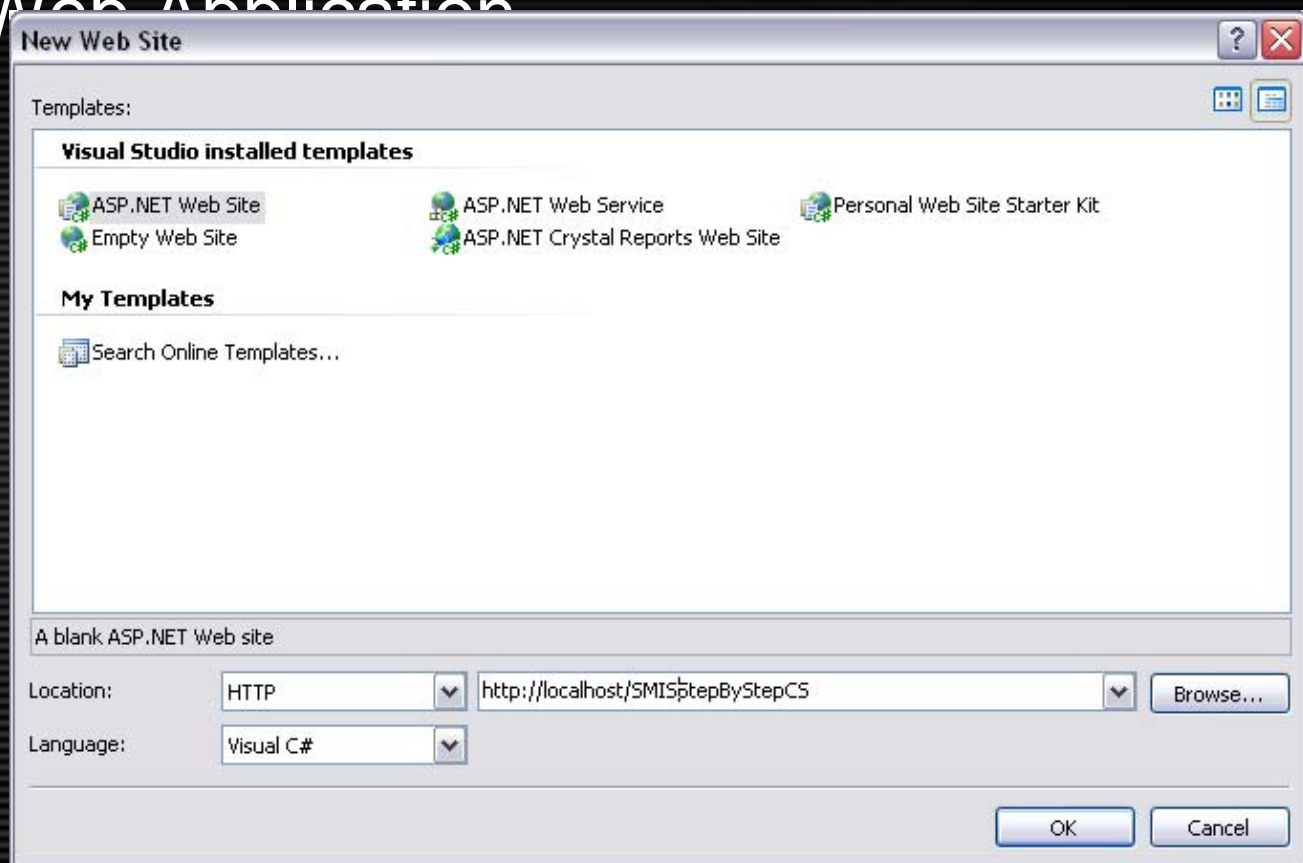 Web Application
New Web Site
Templates:
Visual Studio installed templates
ASP.NET Web Site
ASP.NET Web Service
Personal Web Site Starter Kit
Empty Web Site
ASP.NET Crystal Reports Web Site
My Templates
Search Online Templates...
A blank ASP.NET Web site
Location:
HTTP
http://localhost/SMISStepByStepCS
Browse...
Language:
Visual C#
OK
Cancel